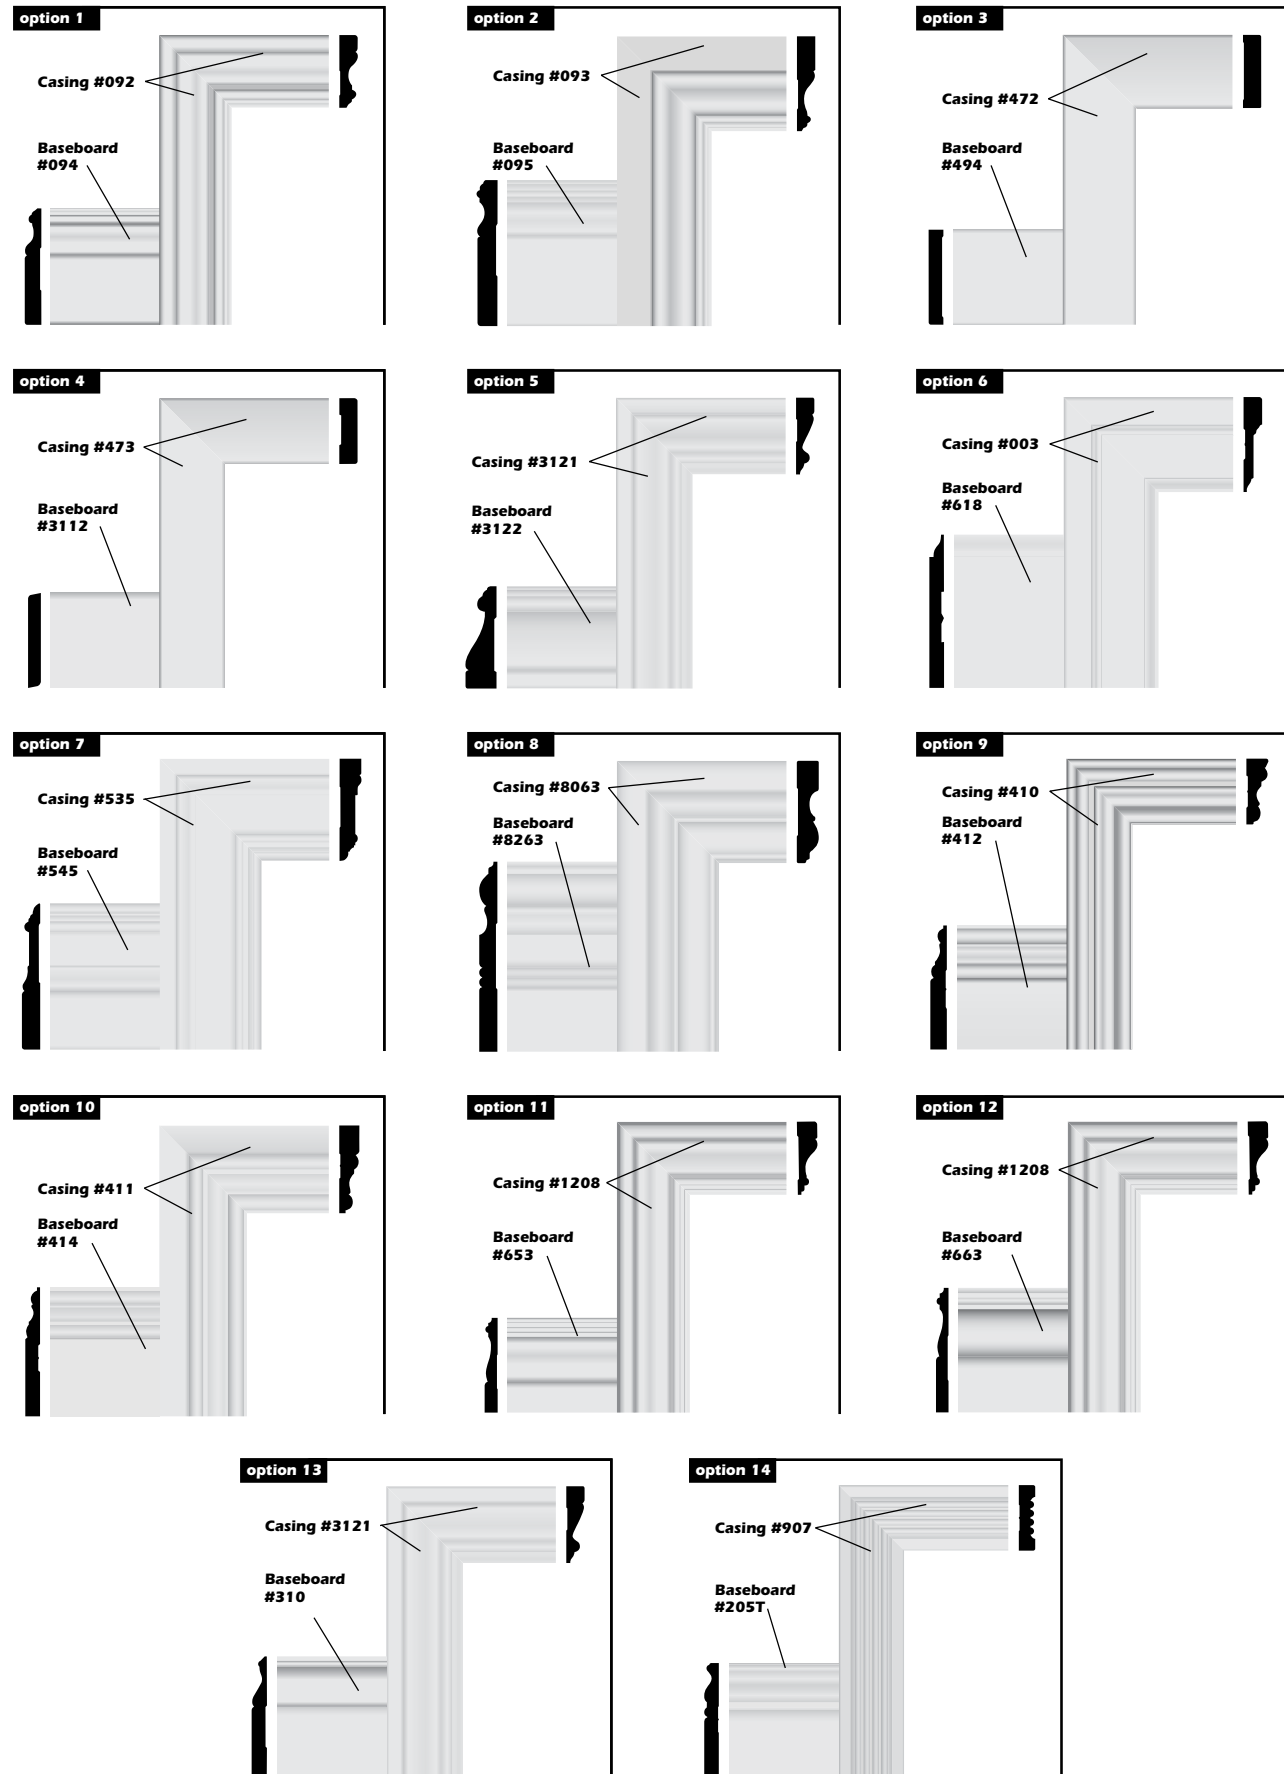 option 1
Casing #092
Baseboard
#094
option 2
Casing #093
Baseboard
#095
option 3
Casing #472
Baseboard
#494
option 4
Casing #473
Baseboard
#3112
option 5
Casing #3121
Baseboard
#3122
option 6
Casing #003
Baseboard
#618
option 7
Casing #535
Baseboard
#545
option 8
Casing #8063
Baseboard
#8263
option 9
Casing #410
Baseboard
#412
option 10
Casing #411
Baseboard
#414
option 11
Casing #1208
Baseboard
#653
option 12
Casing #1208
Baseboard
#663
option 13
Casing #3121
Baseboard
#310
option 14
Casing #907
Baseboard
#205T